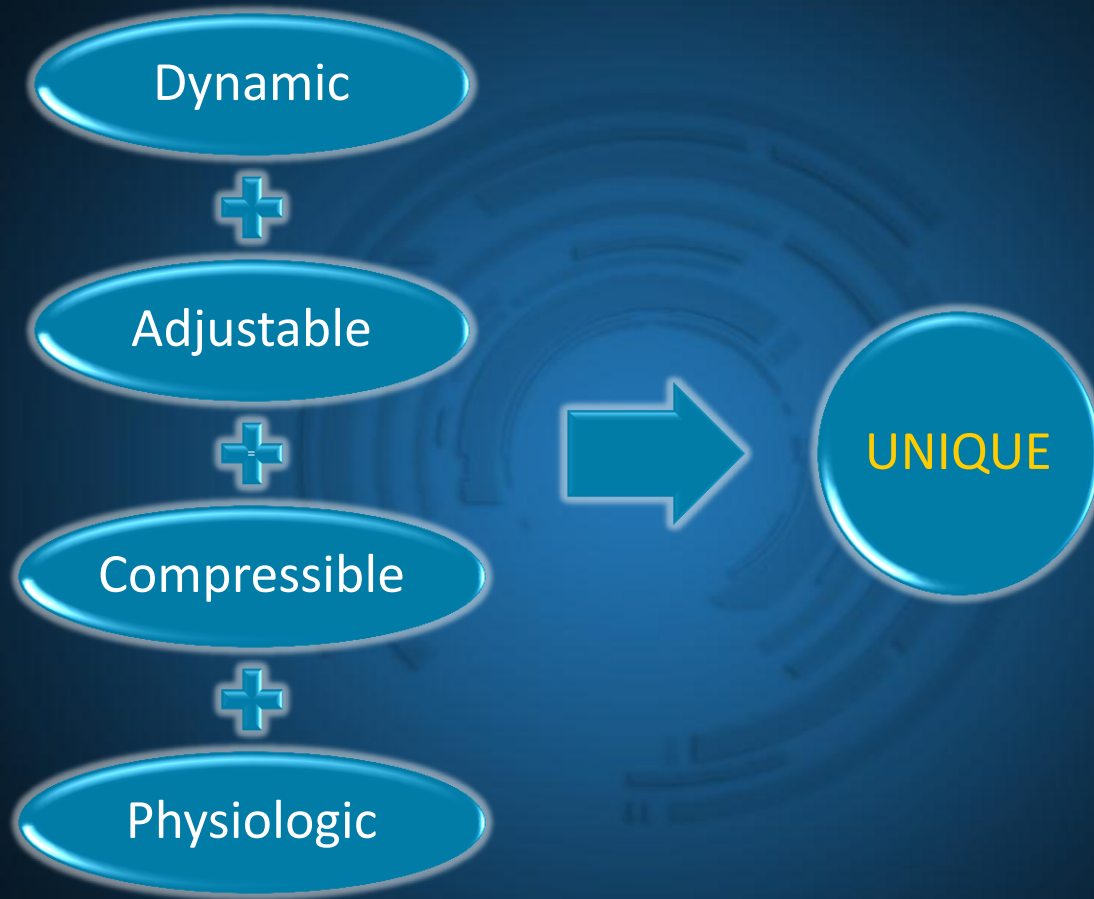 Dynamic
Adjustable
=
Compressible
Physiologic
UNIQUE